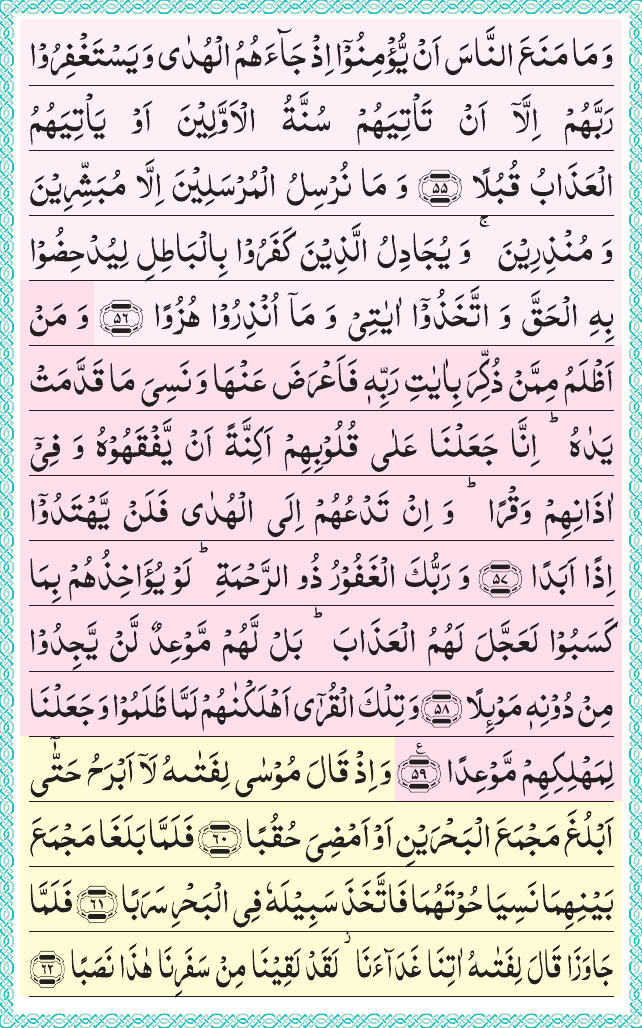 وَ مَا مَنَعَ النَّاسَ اَنۡ یُّؤۡمِنُوۡۤا اِذۡ جَآءَهُمُ الۡهُدٰی وَ یَسۡتَغۡفِرُوۡا
رَبَّهُمۡ اِلَّاۤ اَنۡ تَاۡتِیَهُمۡ سُنَّةُ الۡاَوَّلِیۡنَ اَوۡ یَاۡتِیَهُمُ
الۡعَذَابُ قُبُلًا ﴿۵۵﴾ وَ مَا نُرۡسِلُ الۡمُرۡسَلِیۡنَ اِلَّا مُبَشِّرِیۡنَ
وَ مُنۡذِرِیۡنَ ۚ وَ یُجَادِلُ الَّذِیۡنَ کَفَرُوۡا بِالۡبَاطِلِ لِیُدۡحِضُوۡا
بِهِ الۡحَقَّ وَ اتَّخَذُوۡۤا اٰیٰتِیۡ وَ مَاۤ اُنۡذِرُوۡا هُزُوًا ﴿۵۶﴾ وَ مَنۡ
اَظۡلَمُ مِمَّنۡ ذُکِّرَ بِاٰیٰتِ رَبِّهٖ فَاَعۡرَضَ عَنۡهَا وَ نَسِیَ مَا قَدَّمَتۡ
یَدٰهُ ؕ اِنَّا جَعَلۡنَا عَلٰی قُلُوۡبِهِمۡ اَکِنَّةً اَنۡ یَّفۡقَهُوۡهُ وَ فِیۡۤ
اٰذَانِهِمۡ وَقۡرًا ؕ وَ اِنۡ تَدۡعُهُمۡ اِلَی الۡهُدٰی فَلَنۡ یَّهۡتَدُوۡۤا
اِذًا اَبَدًا ﴿۵۷﴾ وَ رَبُّكَ الۡغَفُوۡرُ ذُو الرَّحۡمَةِ ؕ لَوۡ یُؤَاخِذُهُمۡ بِمَا
کَسَبُوۡا لَعَجَّلَ لَهُمُ الۡعَذَابَ ؕ بَلۡ لَّهُمۡ مَّوۡعِدٌ لَّنۡ یَّجِدُوۡا
مِنۡ دُوۡنِهٖ مَوۡئِلًا ﴿۵۸﴾ وَ تِلۡكَ الۡقُرٰۤی اَهۡلَکۡنٰهُمۡ لَمَّا ظَلَمُوۡا وَ جَعَلۡنَا
لِمَهۡلِکِهِمۡ مَّوۡعِدًا ﴿۵۹﴾ ع وَ اِذۡ قَالَ مُوۡسٰی لِفَتٰىهُ لَاۤ اَبۡرَحُ حَتّٰۤی
اَبۡلُغَ مَجۡمَعَ الۡبَحۡرَیۡنِ اَوۡ اَمۡضِیَ حُقُبًا ﴿۶۰﴾ فَلَمَّا بَلَغَا مَجۡمَعَ
بَیۡنِهِمَا نَسِیَا حُوۡتَهُمَا فَاتَّخَذَ سَبِیۡلَهٗ فِی الۡبَحۡرِ سَرَبًا ﴿۶۱﴾ فَلَمَّا
جَاوَزَا قَالَ لِفَتٰىهُ اٰتِنَا غَدَآءَنَا ۫ لَقَدۡ لَقِیۡنَا مِنۡ سَفَرِنَا هٰذَا نَصَبًا ﴿۶۲﴾